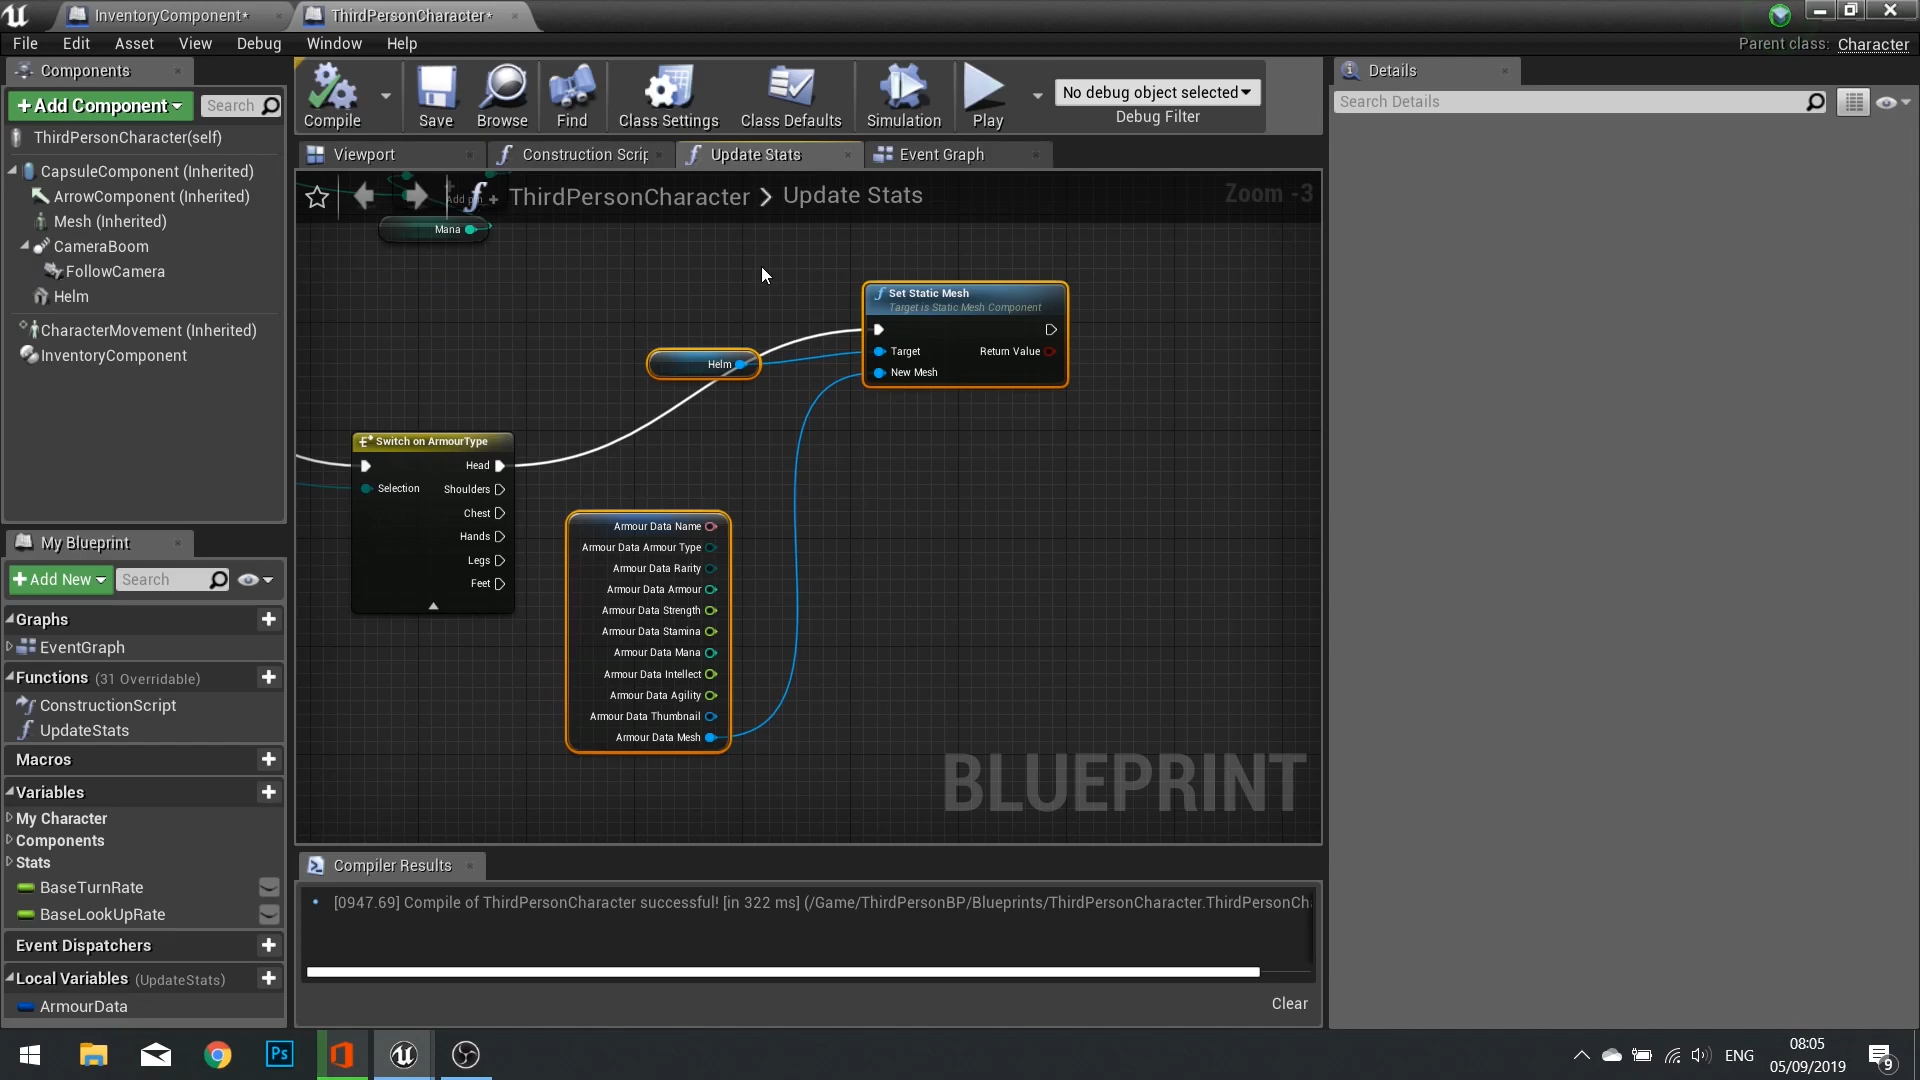 InventoryComponent*
ThirdPersonCharacter*
File Edit Asset View Debug Window Help
Parent class: Character
Components
+Add Component
Search
ThirdPersonCharacter(self)
CapsuleComponent (Inherited)
ArrowComponent (Inherited)
Mesh (Inherited)
CameraBoom
FollowCamera
Helm
CharacterMovement (Inherited)
InventoryComponent
Compile
Save
Browse
Find
Class Settings
Class Defaults
Simulation
Play
No debug object selected
Debug Filter
Viewport
Construction Scrip
Update Stats
Event Graph
ThirdPersonCharacter > Update Stats
Zoom -3
Add pin +
Mana
Set Static Mesh
Target is Static Mesh Component
Target
Return Value
New Mesh
Helm
Switch on ArmourType
Head
Selection
Shoulders
Chest
Hands
Legs
Feet
Armour Data Name
Armour Data Armour Type
Armour Data Rarity
Armour Data Armour
Armour Data Strength
Armour Data Stamina
Armour Data Mana
Armour Data Intellect
Armour Data Agility
Armour Data Thumbnail
Armour Data Mesh
BLUEPRINT
My Blueprint
+Add New
Search
Graphs
EventGraph
Functions (31 Overridable)
ConstructionScript
UpdateStats
Macros
Variables
My Character
Components
Stats
BaseTurnRate
BaseLookUpRate
Event Dispatchers
Local Variables (UpdateStats)
ArmourData
Compiler Results
[0947.69] Compile of ThirdPersonCharacter successful! [in 322 ms] (/Game/ThirdPersonBP/Blueprints/ThirdPersonCharacter.ThirdPersonCh
Clear
Details
Search Details
Ps
ENG
08:05
05/09/2019
9